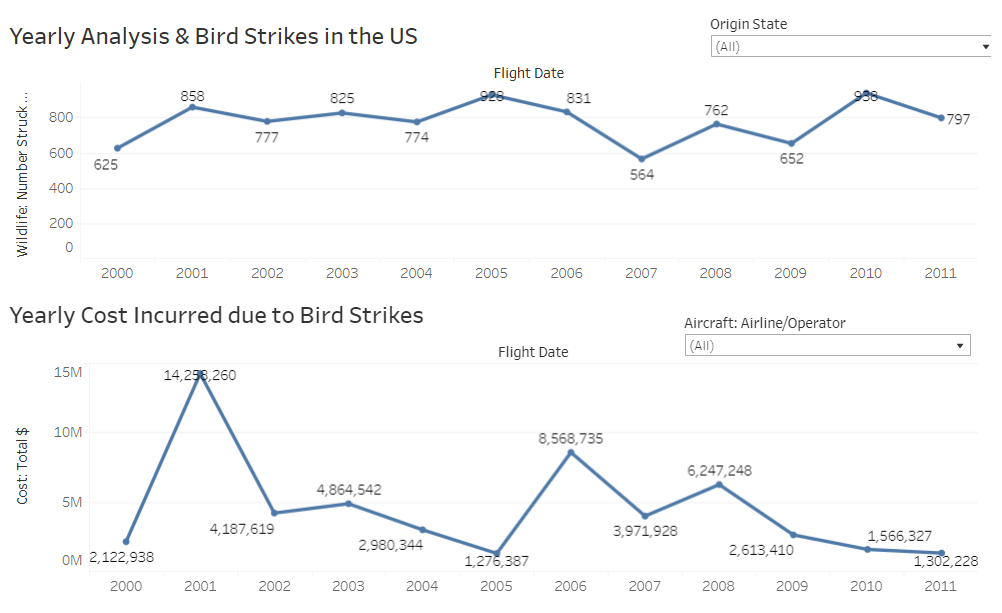 Yearly Analysis & Bird Strikes in the US
Origin State
(All)
Flight Date
Wildlife: Number Struck ...
800
600
400
200
0
625
858
777
825
774
928
831
564
762
652
938
797
2000 2001 2002 2003 2004 2005 2006 2007 2008 2009 2010 2011
Yearly Cost Incurred due to Bird Strikes
Aircraft: Airline/Operator
(All)
Flight Date
Cost: Total $
15M
10M
5M
0M
2,122,938
4,187,619
4,864,542
2,980,344
1,276,387
8,568,735
3,971,928
6,247,248
2,613,410
1,566,327
1,302,228
2000 2001 2002 2003 2004 2005 2006 2007 2008 2009 2010 2011